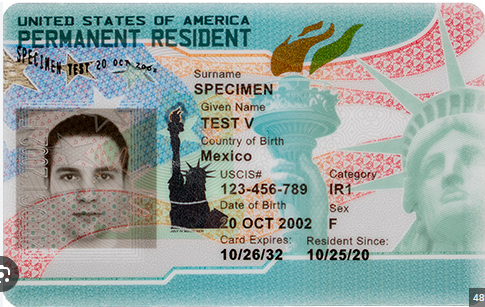 UNITED STATES OF AMERICA
PERMANENT RESIDENT
SPECIMEN TEST 20 OCT 2002
Surname
SPECIMEN
Given Name
TEST V
Country of Birth
Mexico
USCIS# Category
123-456-789 IR1
Date of Birth Sex
20 OCT 2002 F
Card Expires: Resident Since:
10/26/32 10/25/20
48